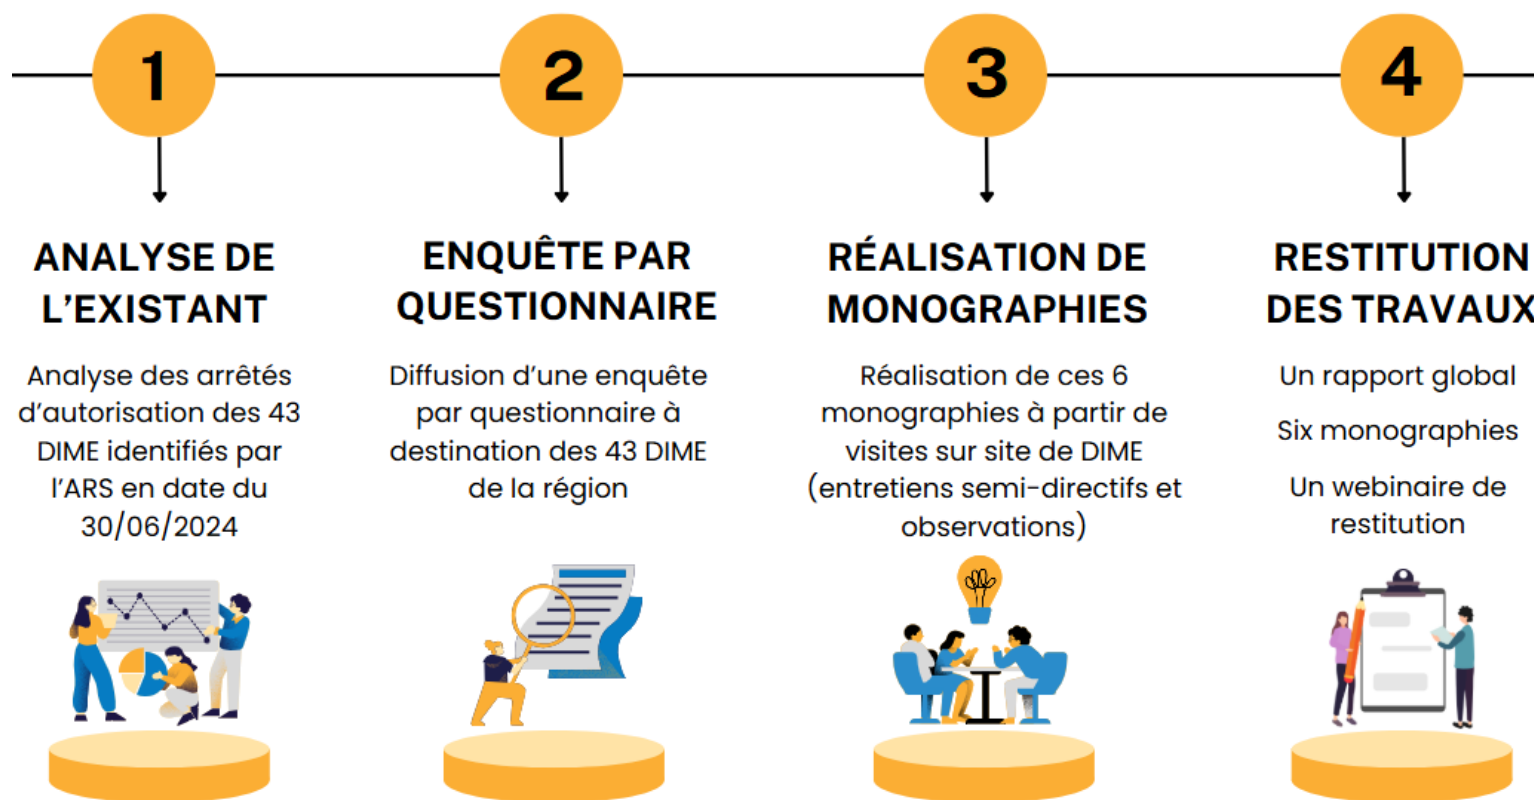 1
ANALYSE DE
L’EXISTANT
Analyse des arrêtés
d’autorisation des 43
DIME identifiés par
l’ARS en date du
30/06/2024
2
ENQUÊTE PAR
QUESTIONNAIRE
Diffusion d’une enquête
par questionnaire à
destination des 43 DIME
de la région
3
RÉALISATION DE
MONOGRAPHIES
Réalisation de ces 6
monographies à partir de
visites sur site de DIME
(entretiens semi-directifs et
observations)
4
RESTITUTION
DES TRAVAUX
Un rapport global
Six monographies
Un webinaire de
restitution